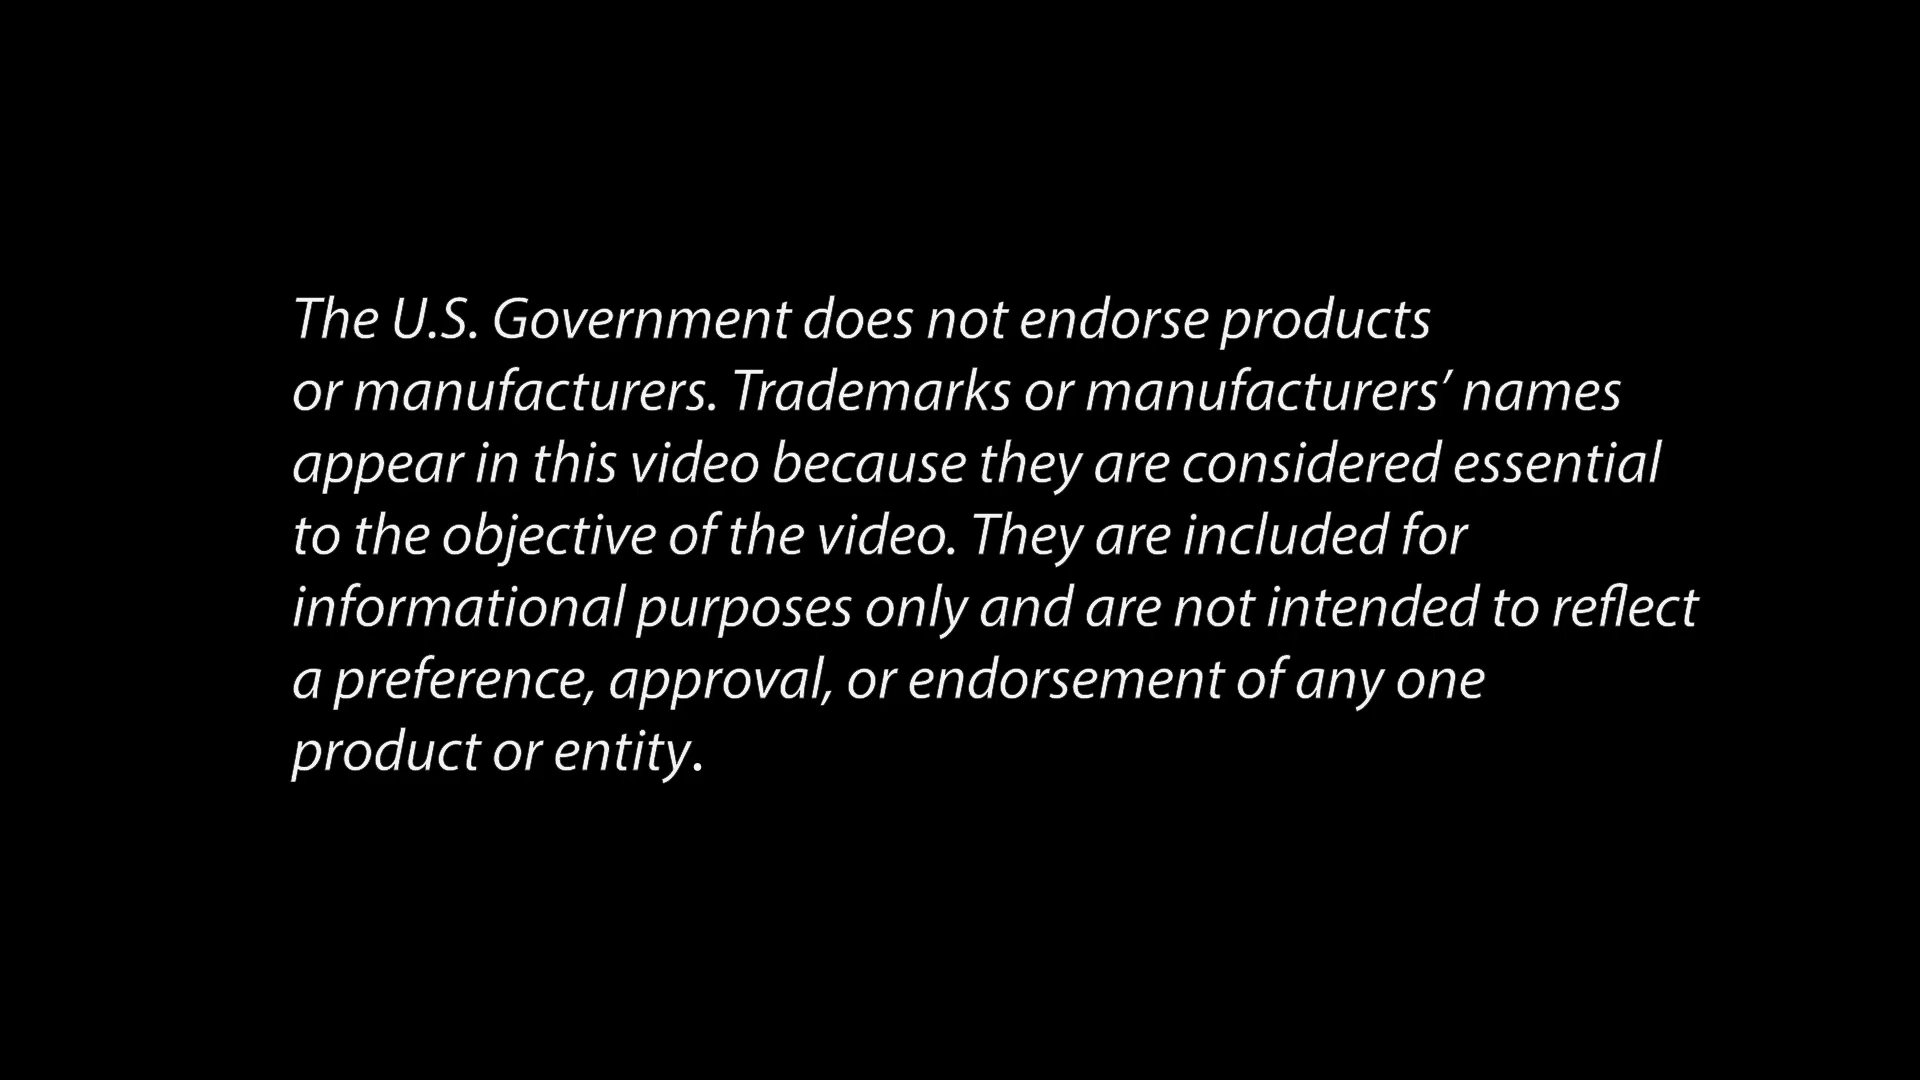 The U.S. Government does not endorse products
or manufacturers. Trademarks or manufacturers’ names
appear in this video because they are considered essential
to the objective of the video. They are included for
informational purposes only and are not intended to reflect
a preference, approval, or endorsement of any one
product or entity.